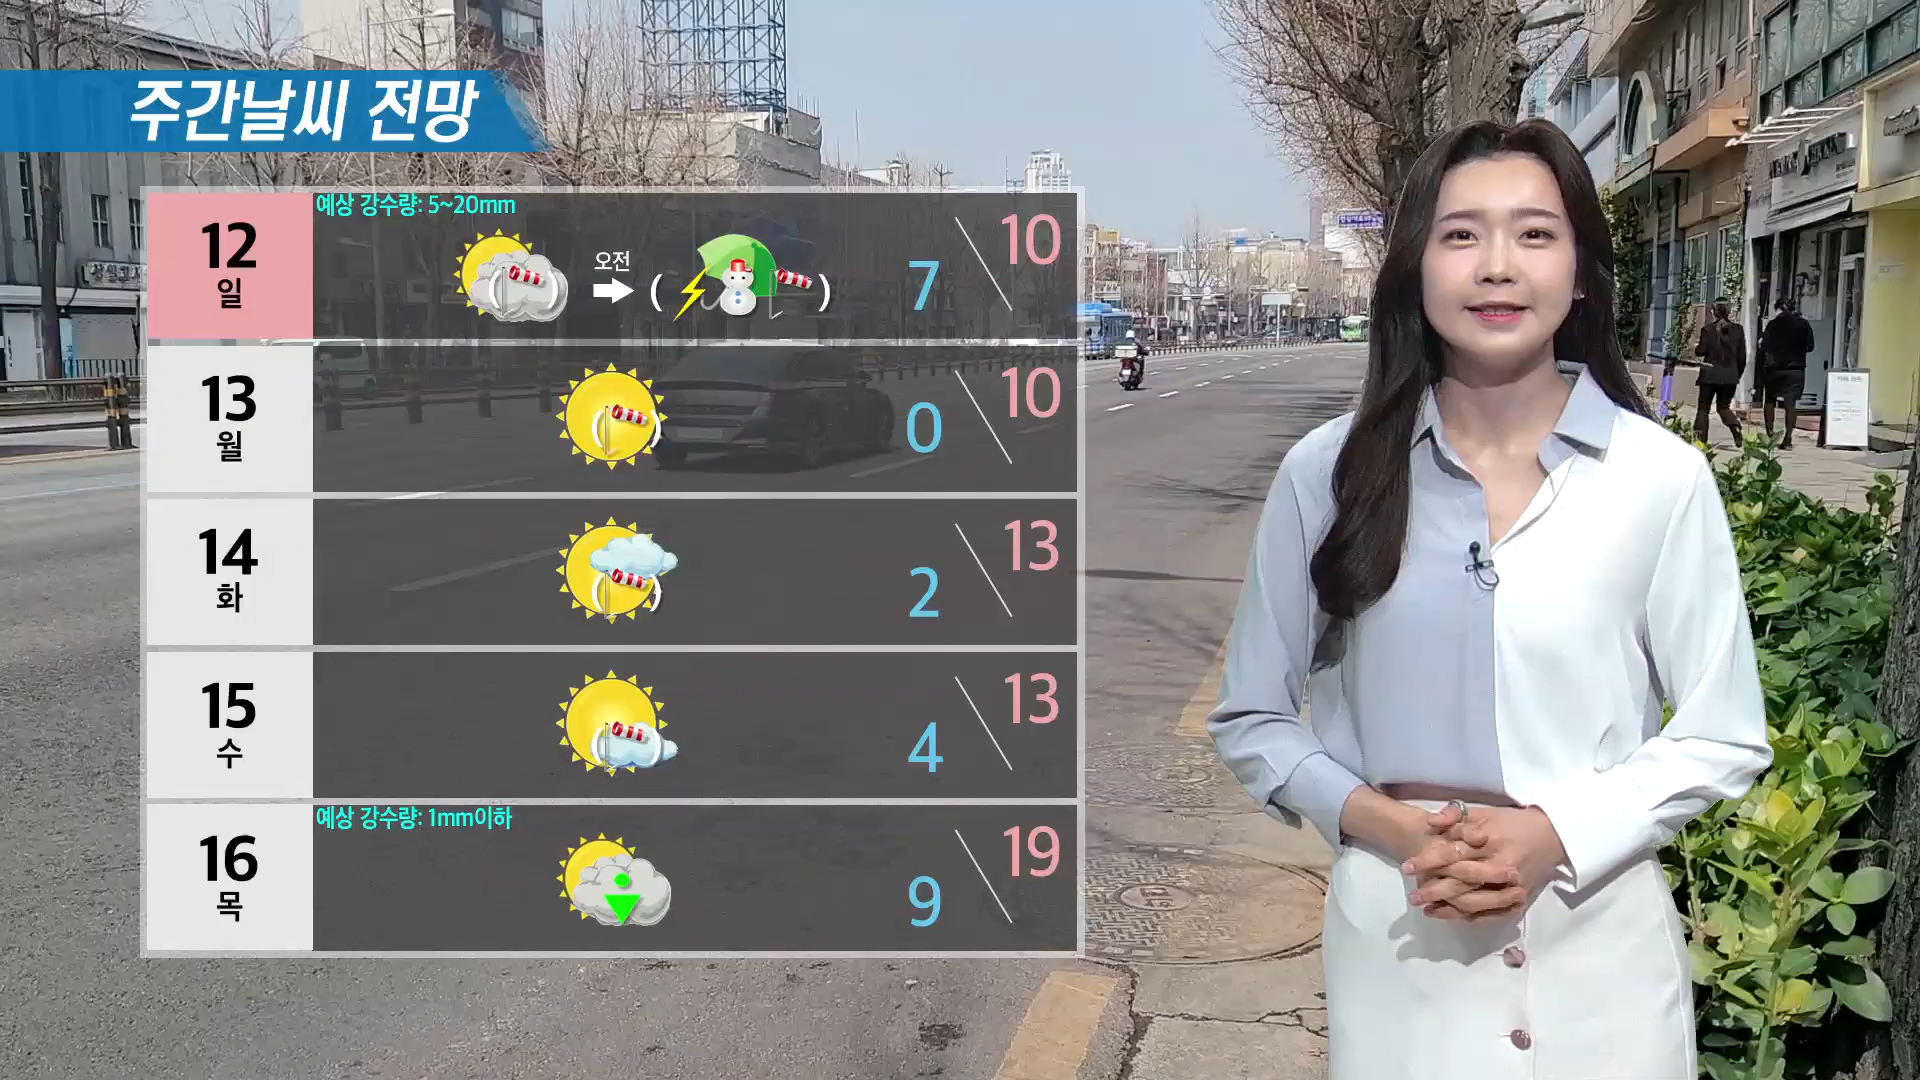 주간날씨 전망
12
일
예상 강수량: 5~20mm
오전
( )
7 10
13
월
0 10
14
화
2 13
15
수
4 13
16
목
예상 강수량: 1mm이하
9 19